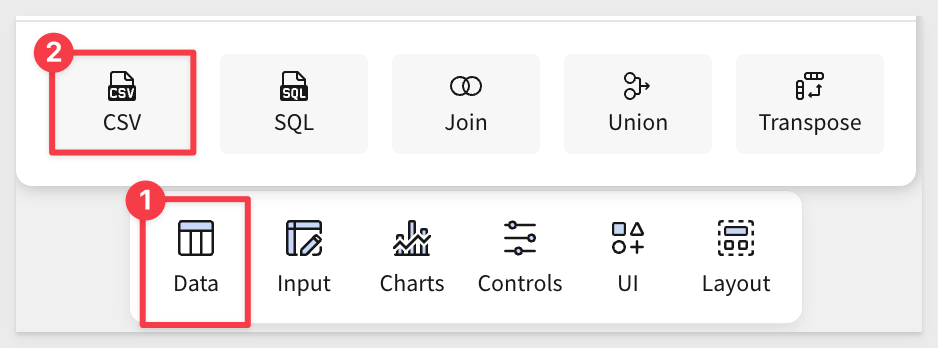 2
CSV
SQL
CSV SQL Join Union Transpose
1
Data Input Charts Controls UI Layout